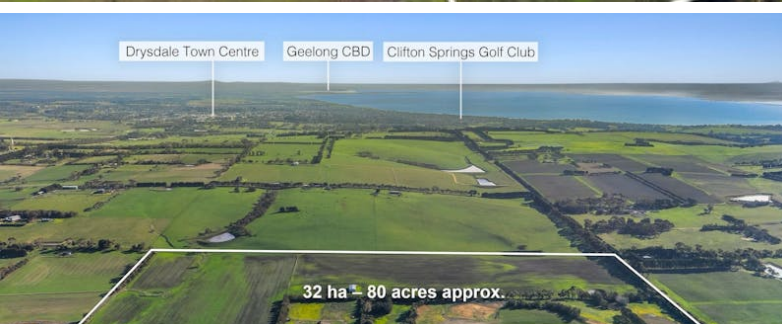 Drysdale Town Centre
Geelong CBD
Clifton Springs Golf Club
32 ha – 80 acres approx.